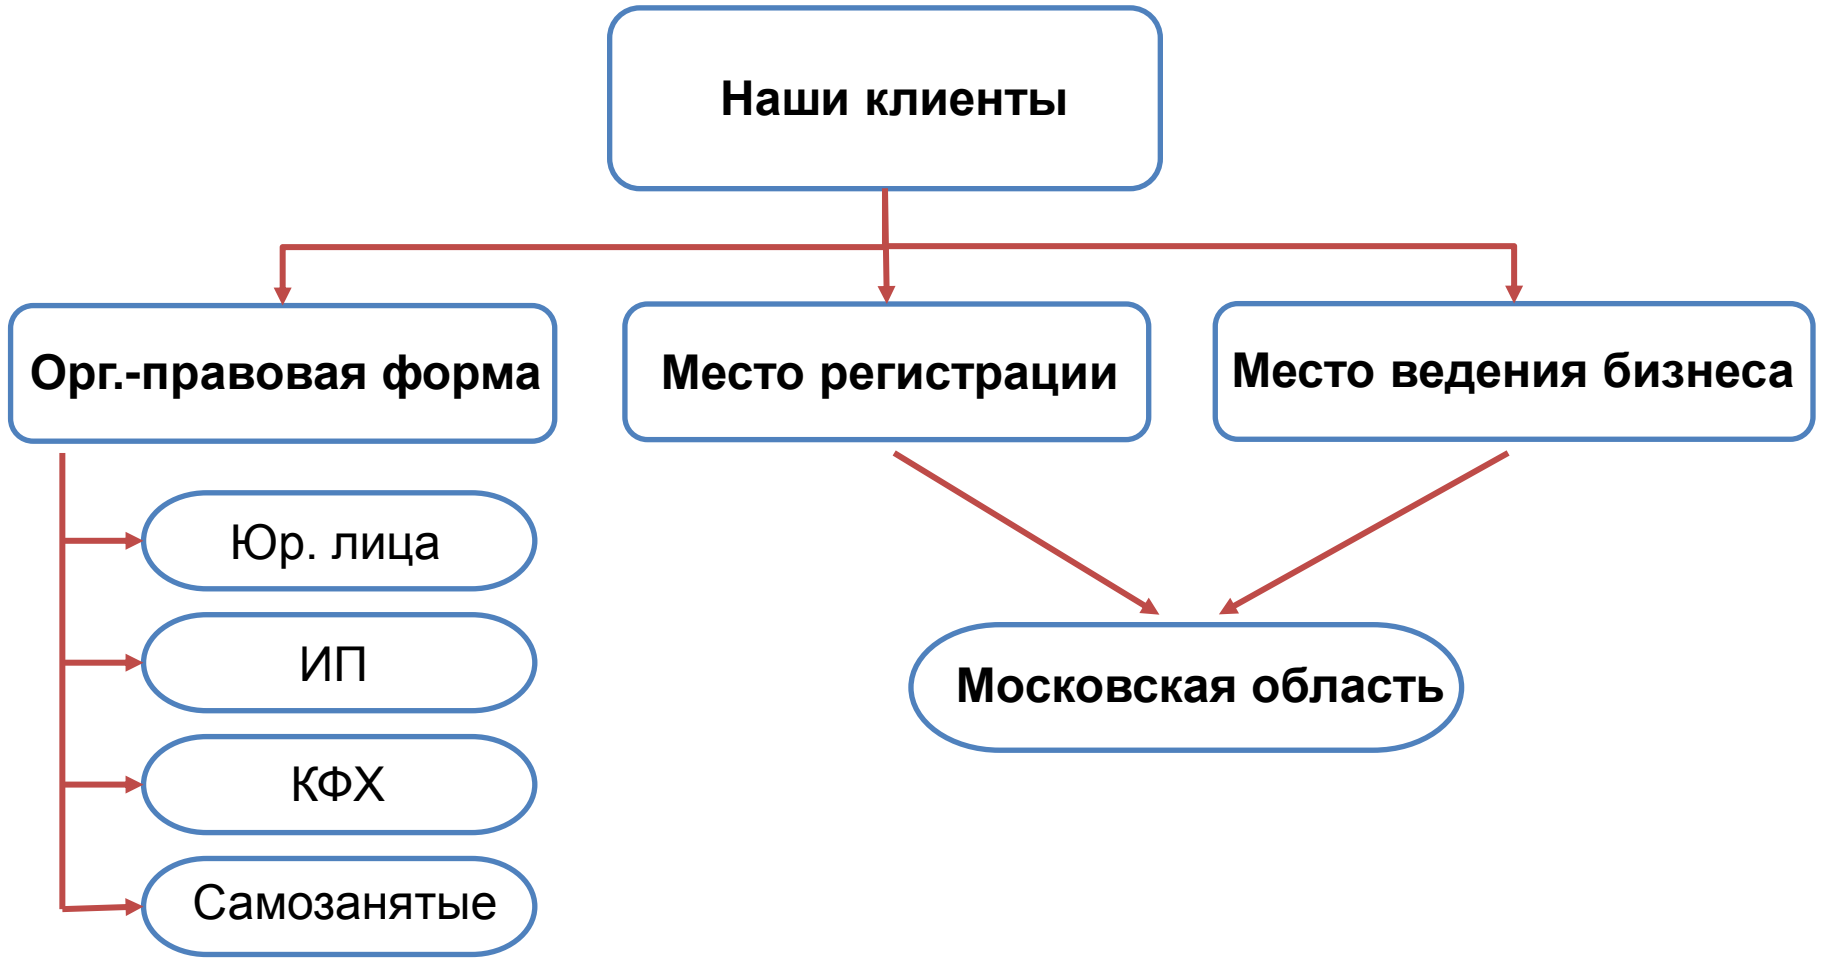 Наши клиенты
Орг.-правовая форма
Место регистрации
Место ведения бизнеса
Юр. лица
ИП
КФХ
Самозанятые
Московская область